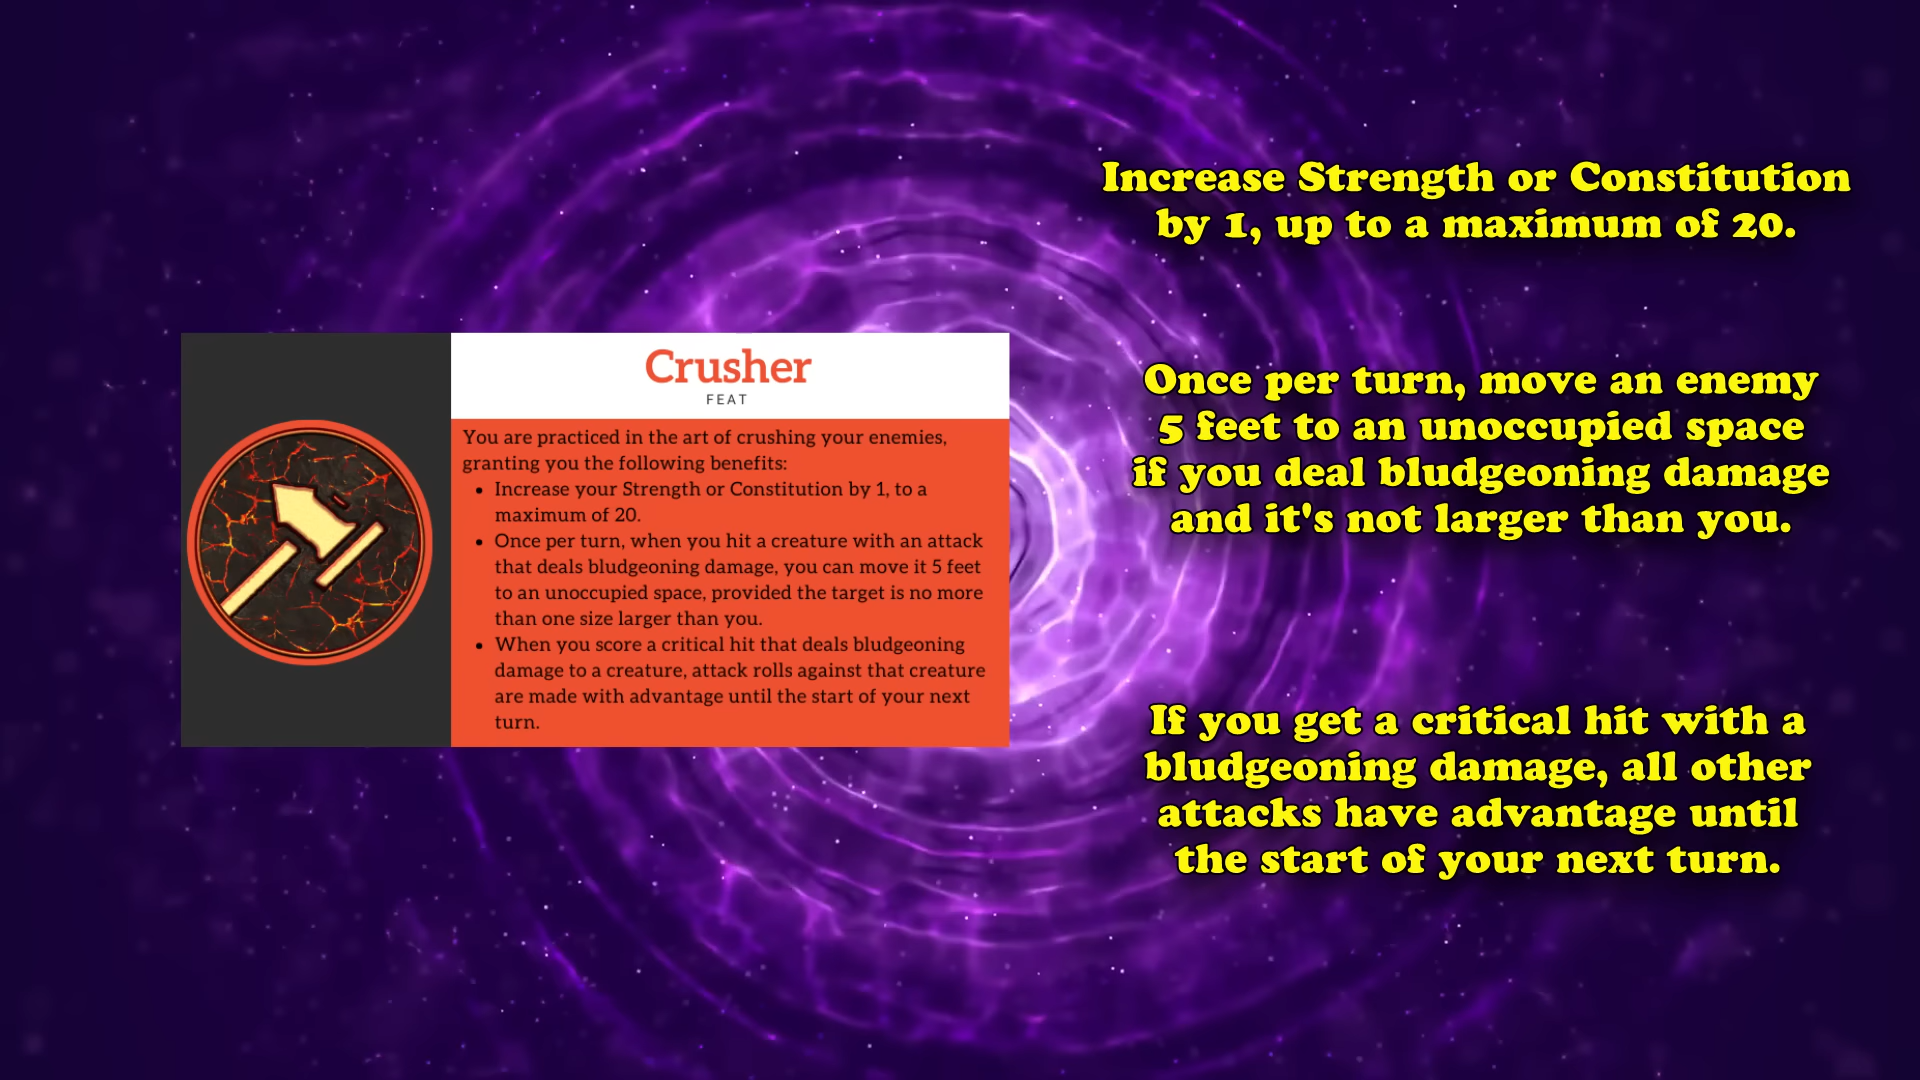 Crusher
FEAT
You are practiced in the art of crushing your enemies,
granting you the following benefits:
• Increase your Strength or Constitution by 1, to a
maximum of 20.
• Once per turn, when you hit a creature with an attack
that deals bludgeoning damage, you can move it 5 feet
to an unoccupied space, provided the target is no more
than one size larger than you.
• When you score a critical hit that deals bludgeoning
damage to a creature, attack rolls against that creature
are made with advantage until the start of your next
turn.
Increase Strength or Constitution
by 1, up to a maximum of 20.
Once per turn, move an enemy
5 feet to an unoccupied space
if you deal bludgeoning damage
and it's not larger than you.
If you get a critical hit with a
bludgeoning damage, all other
attacks have advantage until
the start of your next turn.